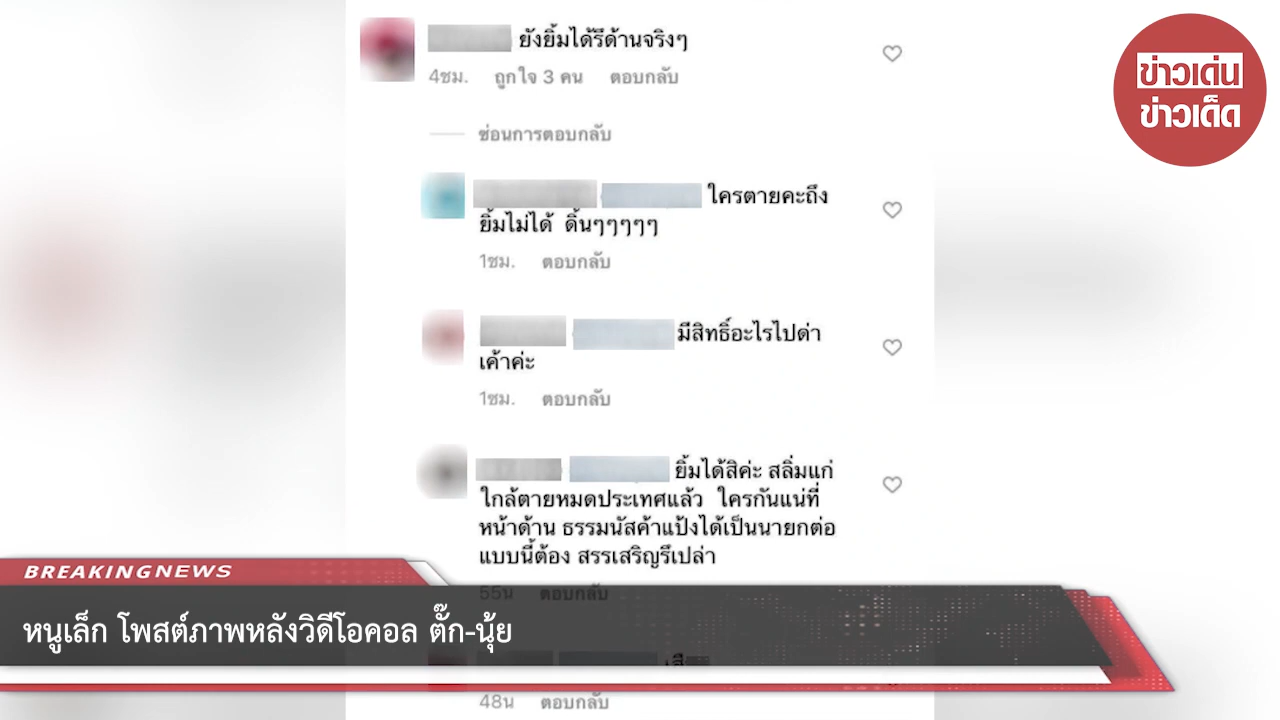 ยังยิ้มได้รึด้านจริงๆ
4ชม. ถูกใจ 3 คน ตอบกลับ
ซ่อนการตอบกลับ
ใครตายคะถึง
ยิ้มไม่ได้ ดิ้นๆๆๆๆๆ
1ชม. ตอบกลับ
มีสิทธิ์อะไรไปด่า
เค้าค่ะ
1ชม. ตอบกลับ
ยิ้มได้สิค่ะ สลิ่มแก่
ใกล้ตายหมดประเทศแล้ว ใครกันแน่ที่
หน้าด้าน ธรรมนัสค้าแป้งได้เป็นนายกต่อ
แบบนี้ต้อง สรรเสริญรึเปล่า
55น ตอบกลับ
48น ตอบกลับ
ข่าวเด่น
ข่าวเด็ด
BREAKING NEWS
หนูเล็ก โพสต์ภาพหลังวิดีโอคอล ตั๊ก-นุ้ย